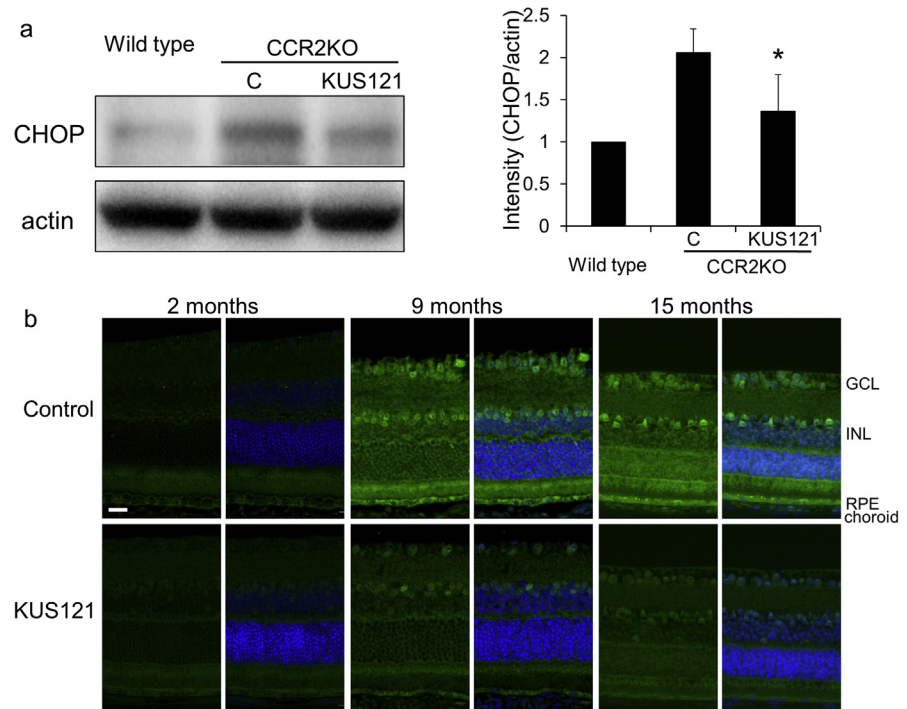 a
Wild type
CCR2KO
C KUS121
CHOP
actin
Intensity (CHOP/actin)
2.5
2
1.5
1
0.5
0
*
C KUS121
Wild type CCR2KO
b
2 months 9 months 15 months
Control
GCL
INL
RPE
choroid
KUS121